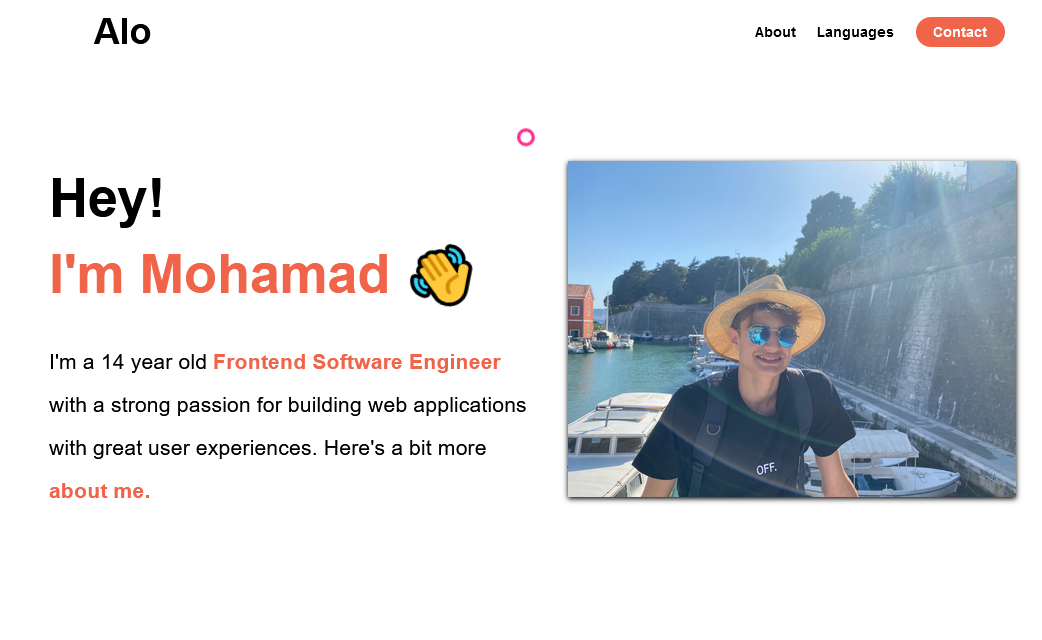 Alo
About Languages Contact
Hey!
I'm Mohamad
I'm a 14 year old Frontend Software Engineer
with a strong passion for building web applications
with great user experiences. Here's a bit more
about me.
OFF.